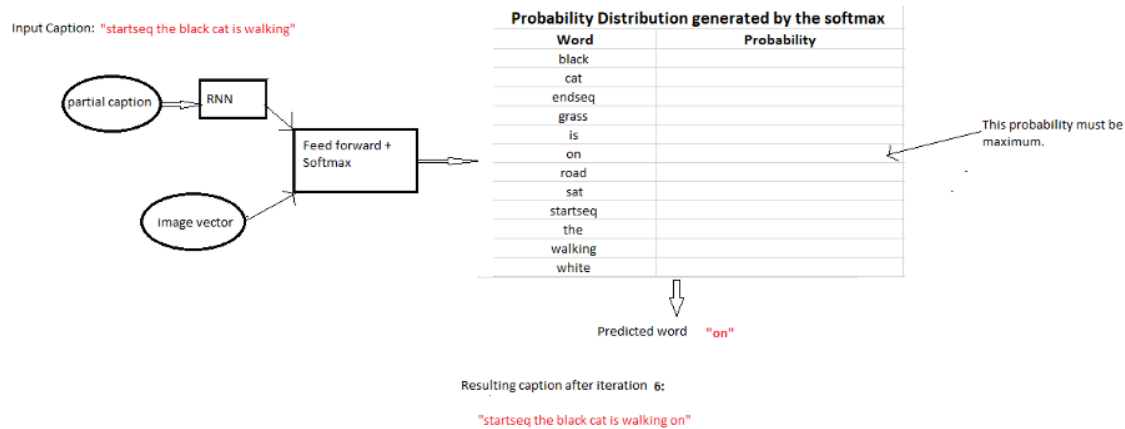 Input Caption: "startseq the black cat is walking"
partial caption
RNN
Feed forward +
Softmax
image vector
Probability Distribution generated by the softmax
Word Probability
black
cat
endseq
grass
is
on
road
sat
startseq
the
walking
white
This probability must be
maximum.
Predicted word "on"
Resulting caption after iteration 6:
"startseq the black cat is walking on"